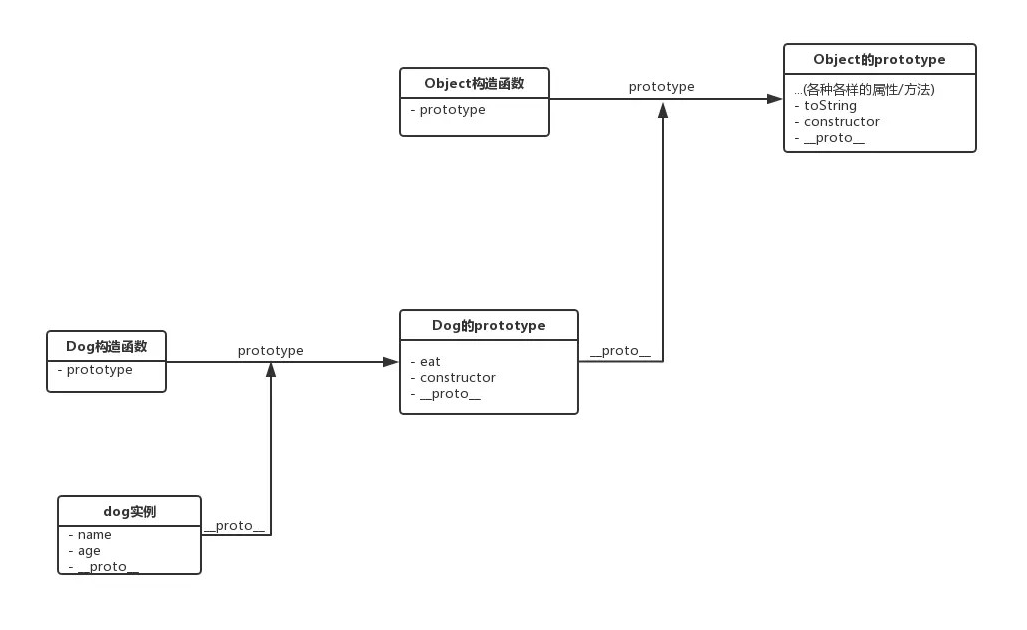 Object的prototype
...(各种各样的属性/方法)
- toString
- constructor
- __proto__
Object构造函数
- prototype
prototype
Dog的prototype
- eat
- constructor
- __proto__
__proto__
Dog构造函数
- prototype
prototype
dog实例
- name
- age
- __proto__
__proto__